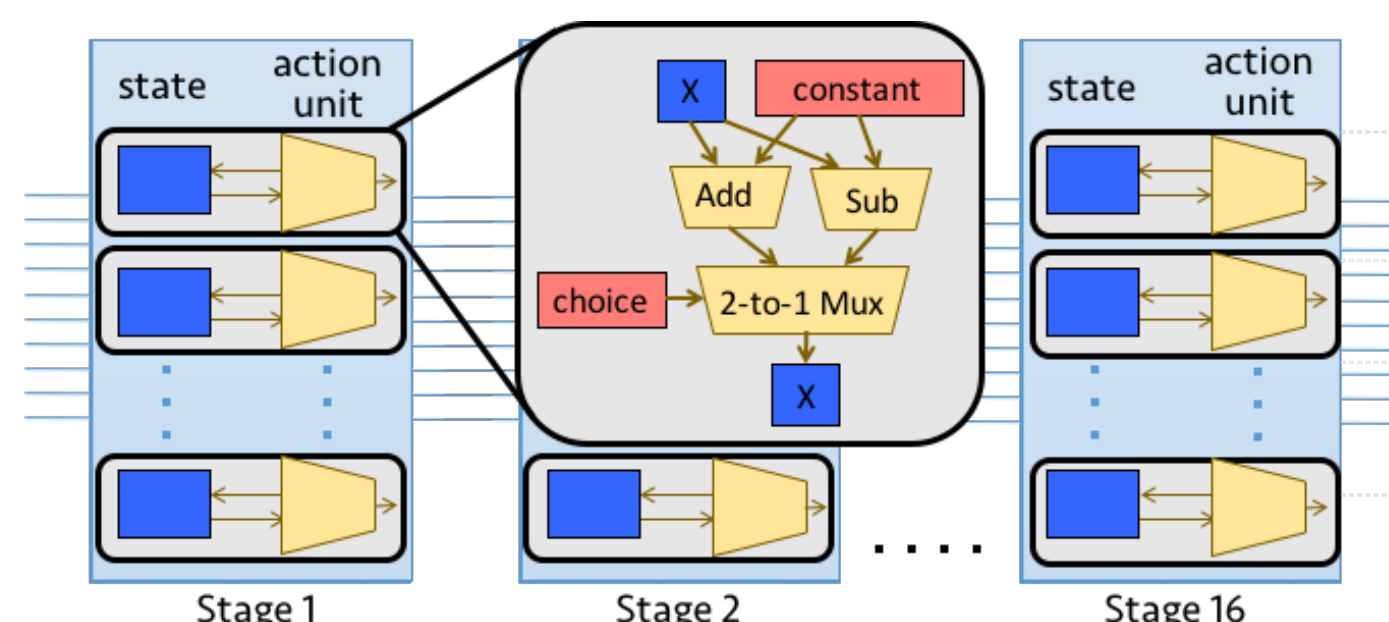 state
action
unit
X
constant
Add
Sub
choice
2-to-1 Mux
X
state
action
unit
Stage 1
Stage 2
Stage 16